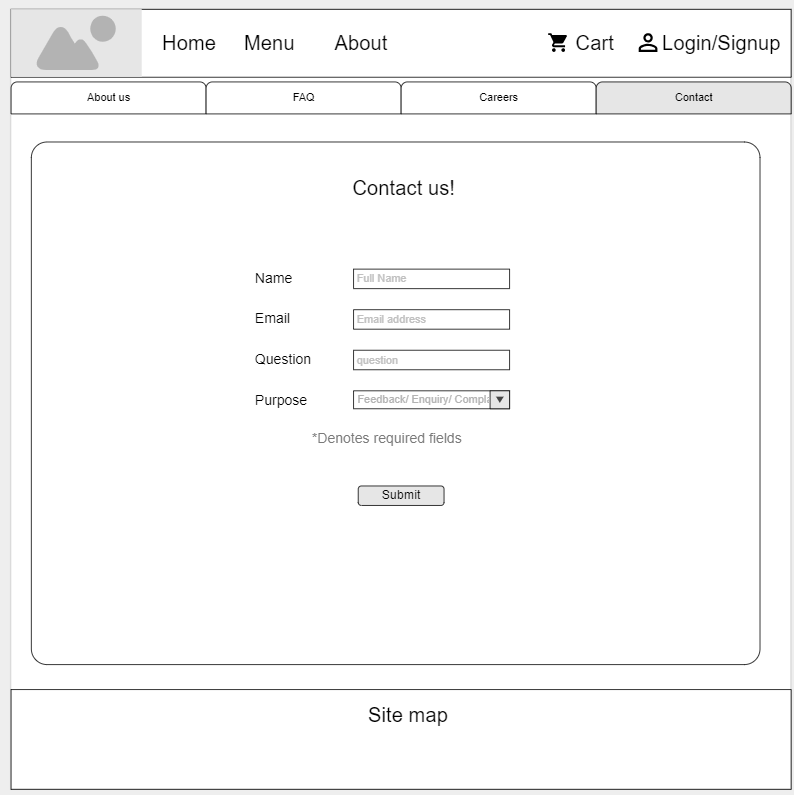 Home Menu About Cart Login/Signup
About us FAQ Careers Contact
Contact us!
Name Full Name
Email Email address
Question question
Purpose Feedback/ Enquiry/ Compla
*Denotes required fields
Submit
Site map